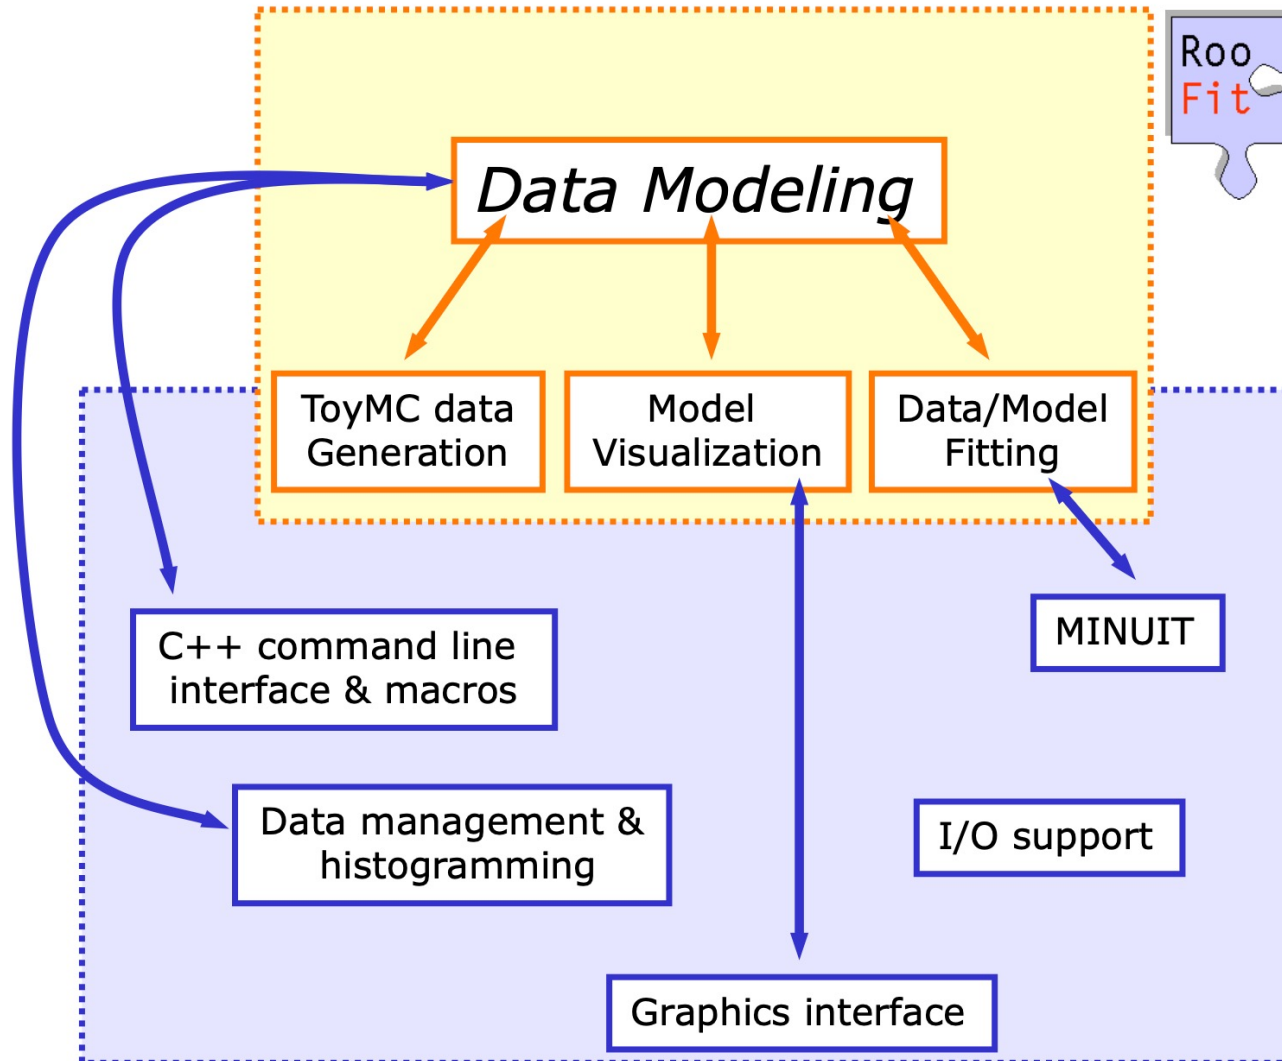 Roo
Fit
Data Modeling
ToyMC data
Generation
Model
Visualization
Data/Model
Fitting
C++ command line
interface & macros
MINUIT
Data management &
histogramming
I/O support
Graphics interface